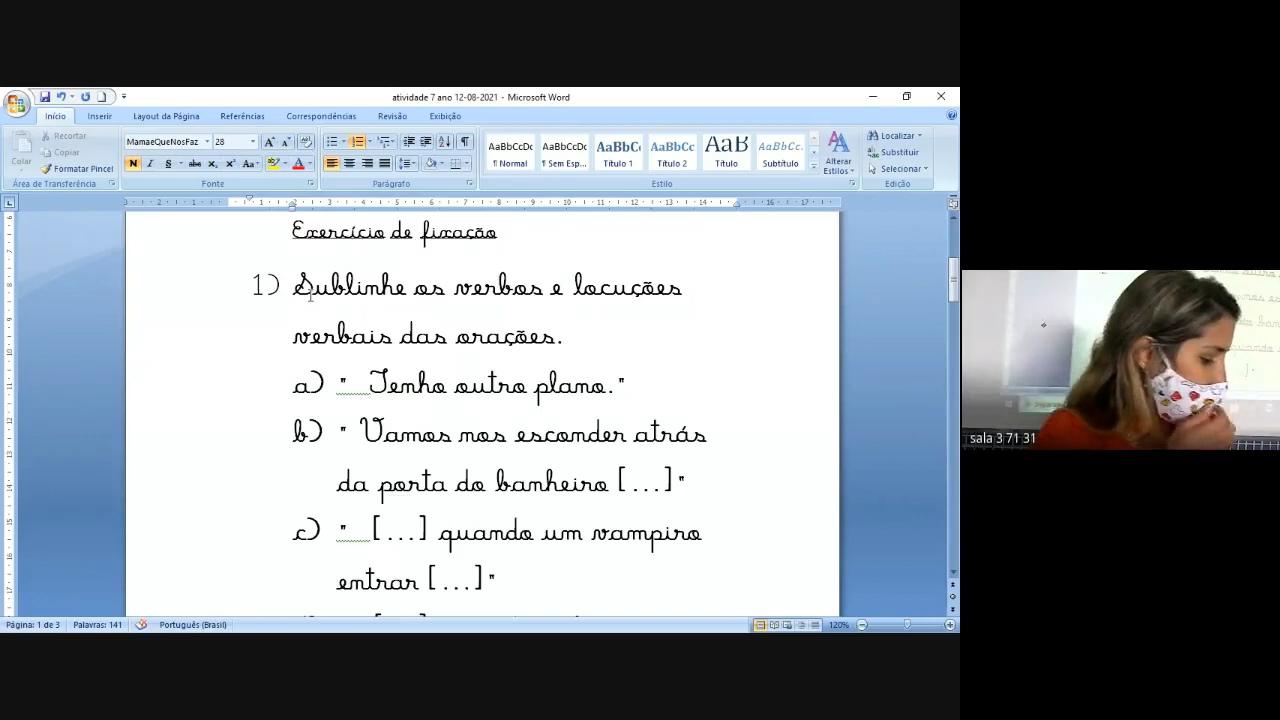 atividade 7 ano 12-08-2021 - Microsoft Word
Início Inserir Layout da Página Referências Correspondências Revisão Exibição
Colar
Recortar
Copiar
Formatar Pincel
Área de Transferência
MamaeQueNosFaz 28
Fonte
Parágrafo
AaBbCcDc AaBbCcDc AaBbC AaBbCc AaB AaBbCc.
¶ Normal ¶ Sem Esp... Título 1 Título 2 Título Subtítulo
Estilo
Alterar
Estilos
Localizar
Substituir
Selecionar
Edição
Exercício de fixação
1) Sublinhe os verbos e locuções
verbais das orações.
a) " Tenho outro plano."
b) " Vamos nos esconder atrás
da porta do banheiro [...]"
c) " [...] quando um vampiro
entrar [...]"
Página: 1 de 3 Palavras: 141 Português (Brasil) 120%
sala 3 71 31